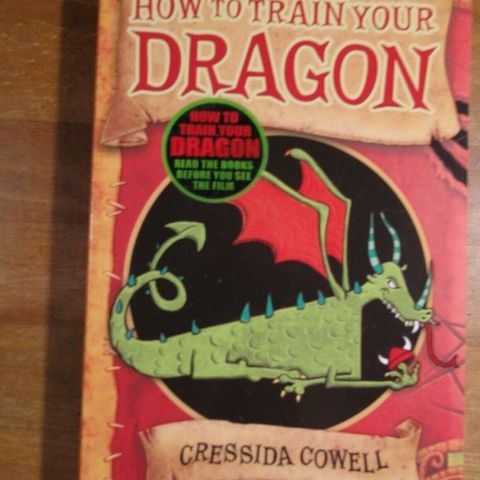 HOW TO TRAIN YOUR
DRAGON
HOW TO
TRAIN YOUR
DRAGON
READ THE BOOKS
BEFORE YOU SEE
THE FILM
CRESSIDA COWELL